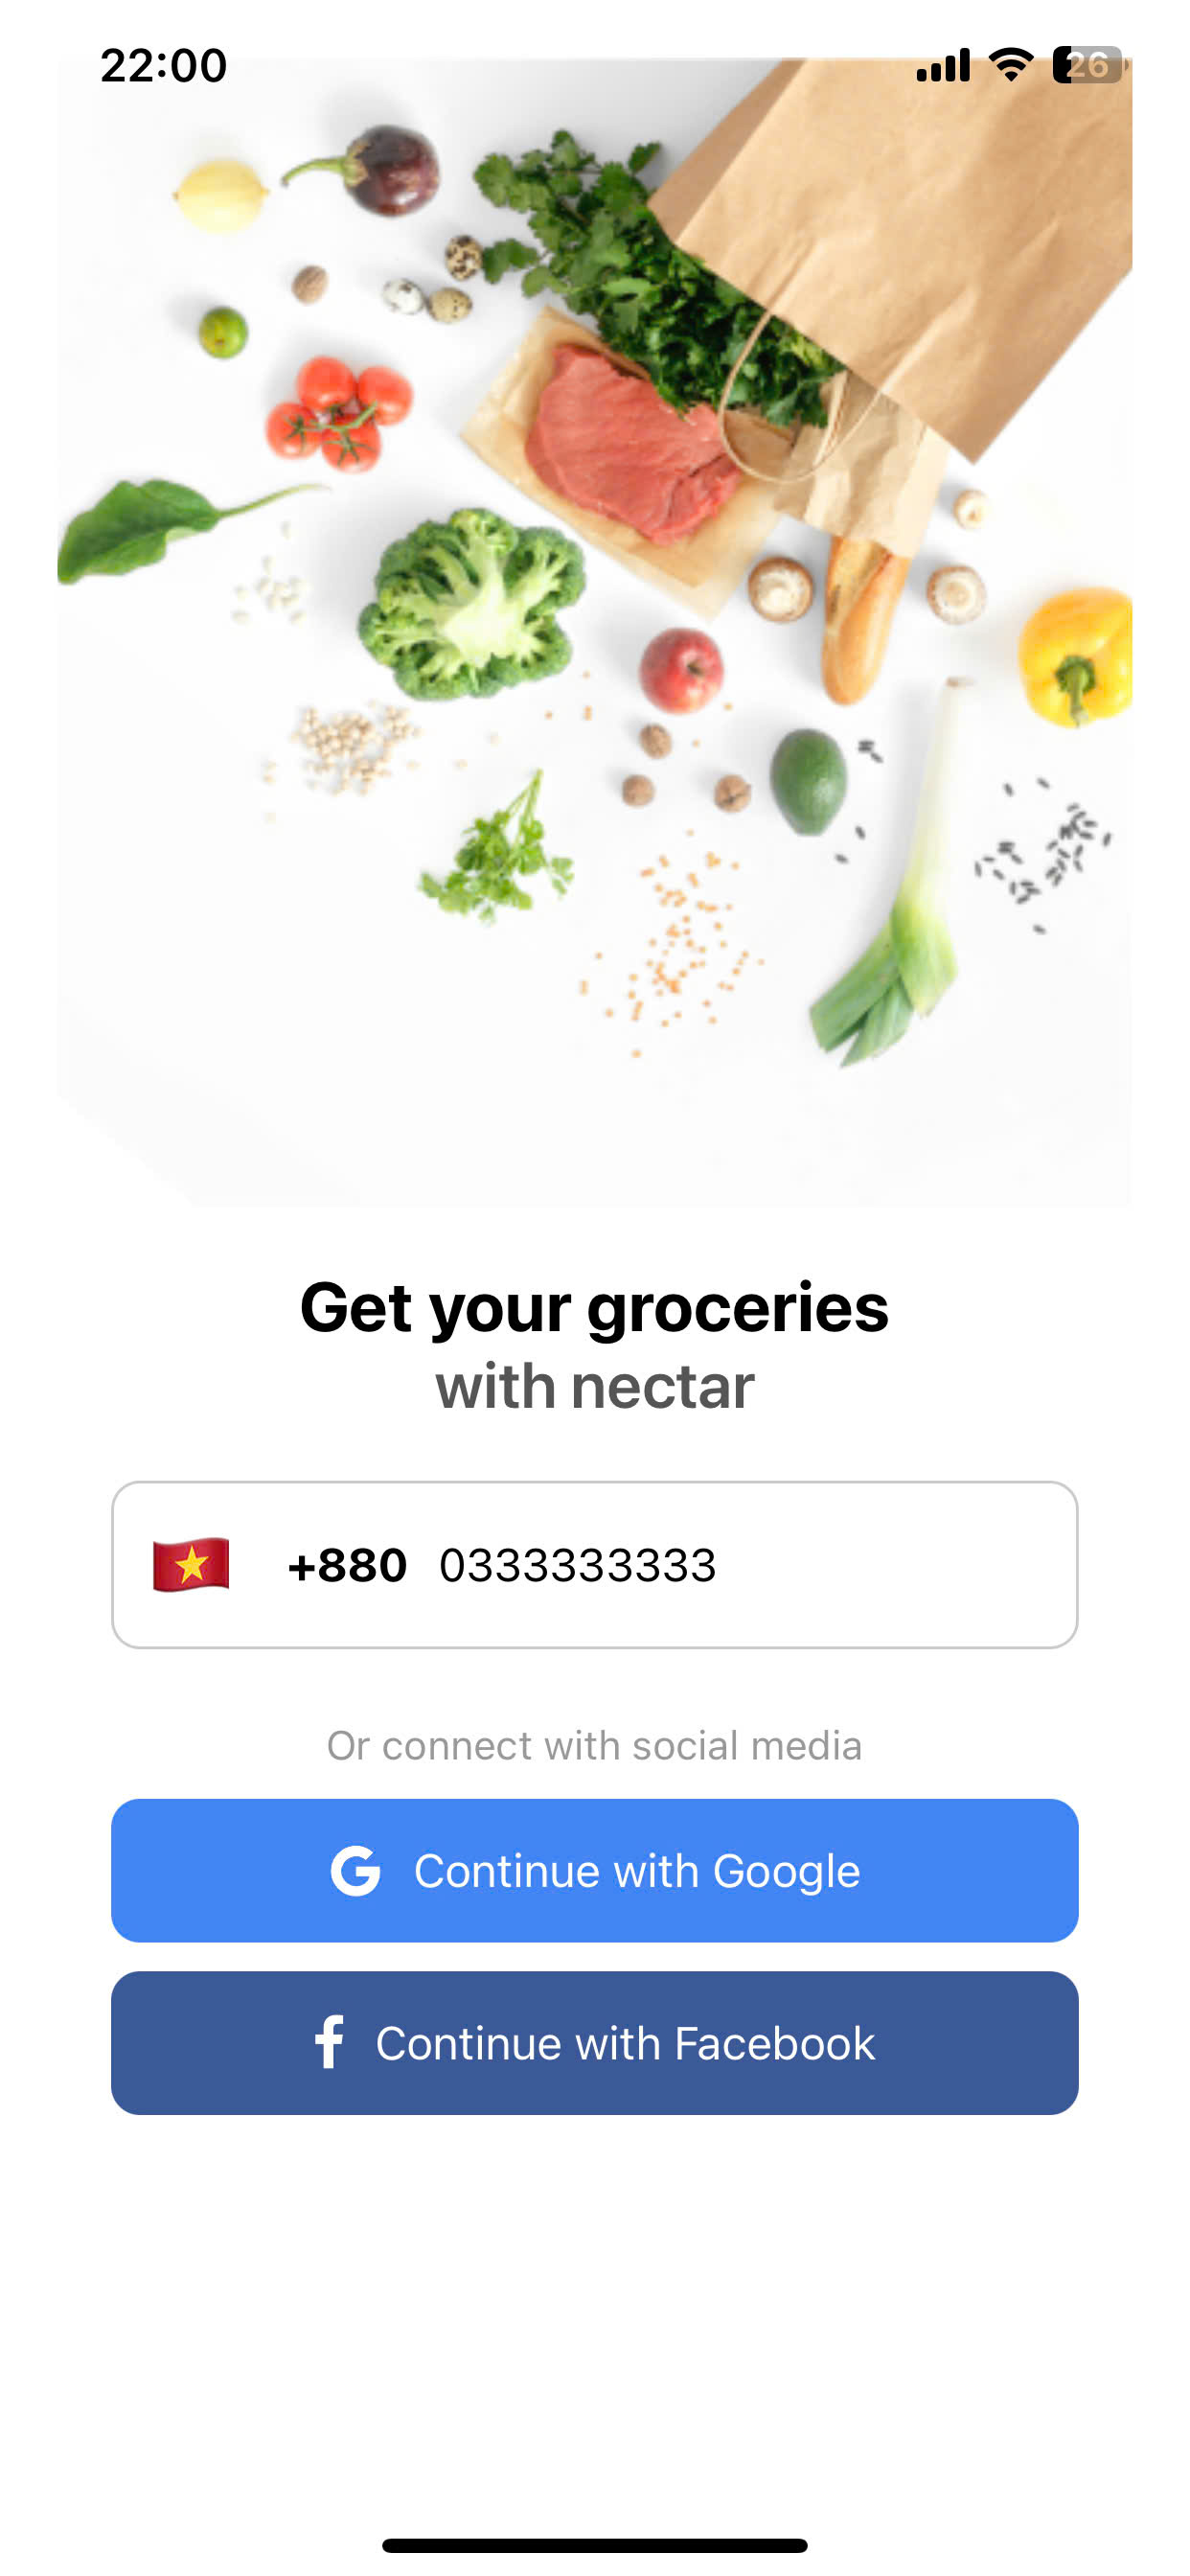 22:00
26
Get your groceries
with nectar
+880 0333333333
Or connect with social media
G Continue with Google
f Continue with Facebook